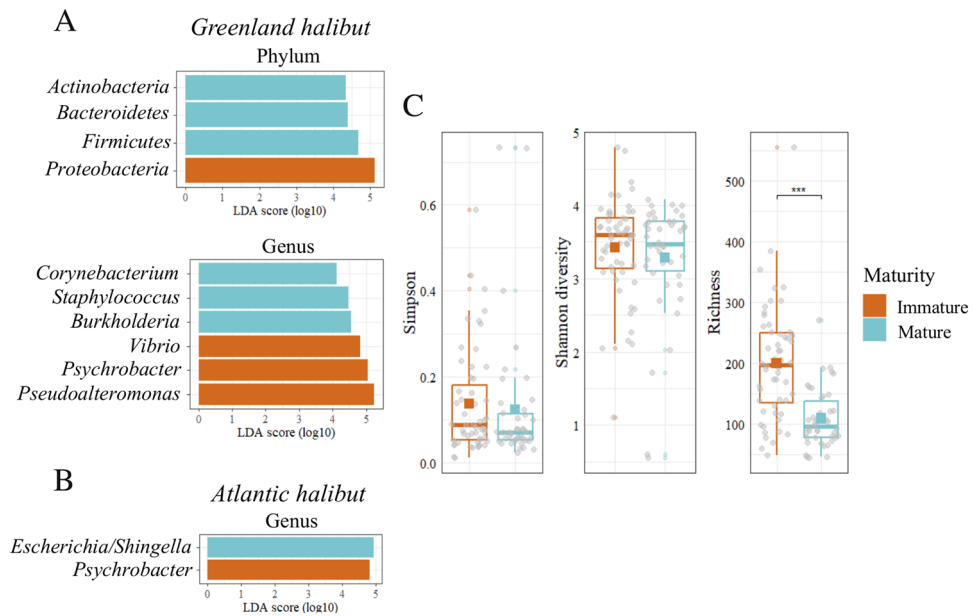 A
Greenland halibut
Phylum
Actinobacteria
Bacteroidetes
Firmicutes
Proteobacteria
0 1 2 3 4 5
LDA score (log10)
Genus
Corynebacterium
Staphylococcus
Burkholderia
Vibrio
Psychrobacter
Pseudoalteromonas
0 1 2 3 4 5
LDA score (log10)
B
Atlantic halibut
Genus
Escherichia/Shingella
Psychrobacter
0 1 2 3 4 5
LDA score (log10)
C
Simpson
0.6
0.4
0.2
0.0
Shannon diversity
5
4
3
2
1
Richness
500
400
300
200
100
***
Maturity
Immature
Mature